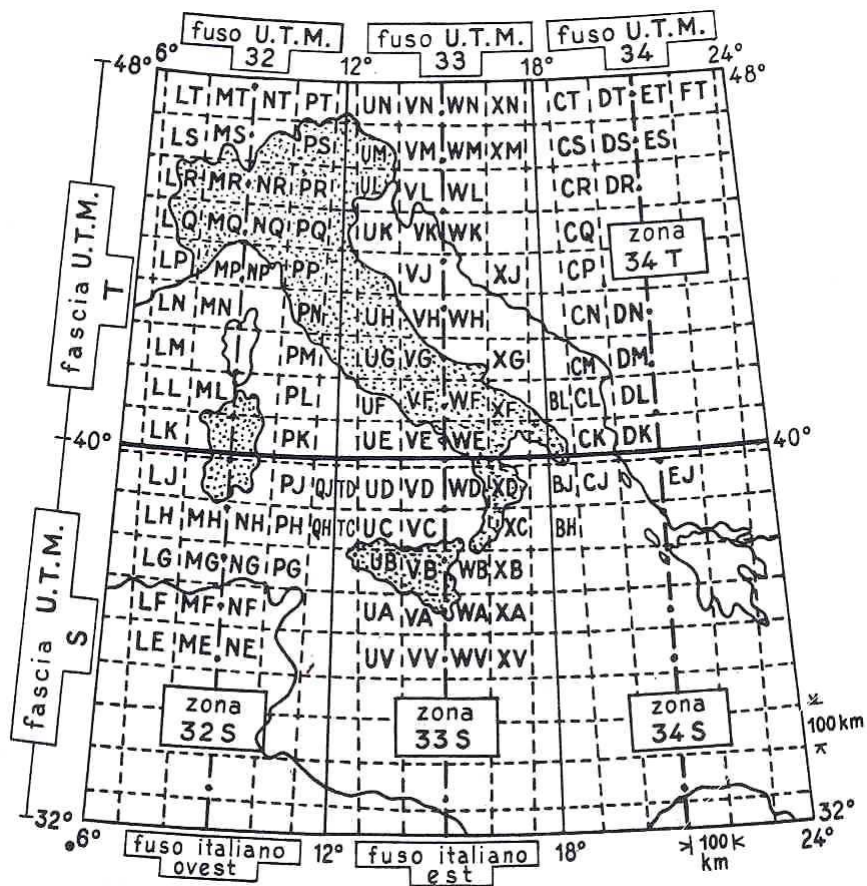 fuso U.T.M. fuso U.T.M. fuso U.T.M.
32 33 34
6° 12° 18° 24°
48° 48°
LT MT NT PT UN VN WN XN CT DT ET FT
LS MS PS UM VM WM XM CS DS ES
LR MR NR PR UL VL WL CR DR
LQ MQ NQ PQ UK VK WK CQ zona
34 T
LP MP NP PP VJ XJ CP
LN MN PN UH VH WH CN DN
LM PM UG VG XG CM DM
LL ML PL UF VF WF XF BL CL DL
LK PK UE VE WE CK DK
40° 40°
LJ PJ QJ TD UD VD WD XD BJ CJ EJ
LH MH NH PH QH TC UC VC XC BH
LG MG NG PG UB VB WB XB
LF MF NF UA VA WA XA
LE ME NE UV VV WV XV
fascia U.T.M.
T
fascia U.T.M.
S
zona zona zona
32 S 33 S 34 S
100 km
32° 32°
6° 12° 18° 24°
fuso italiano
ovest
fuso italiano
est
100
km